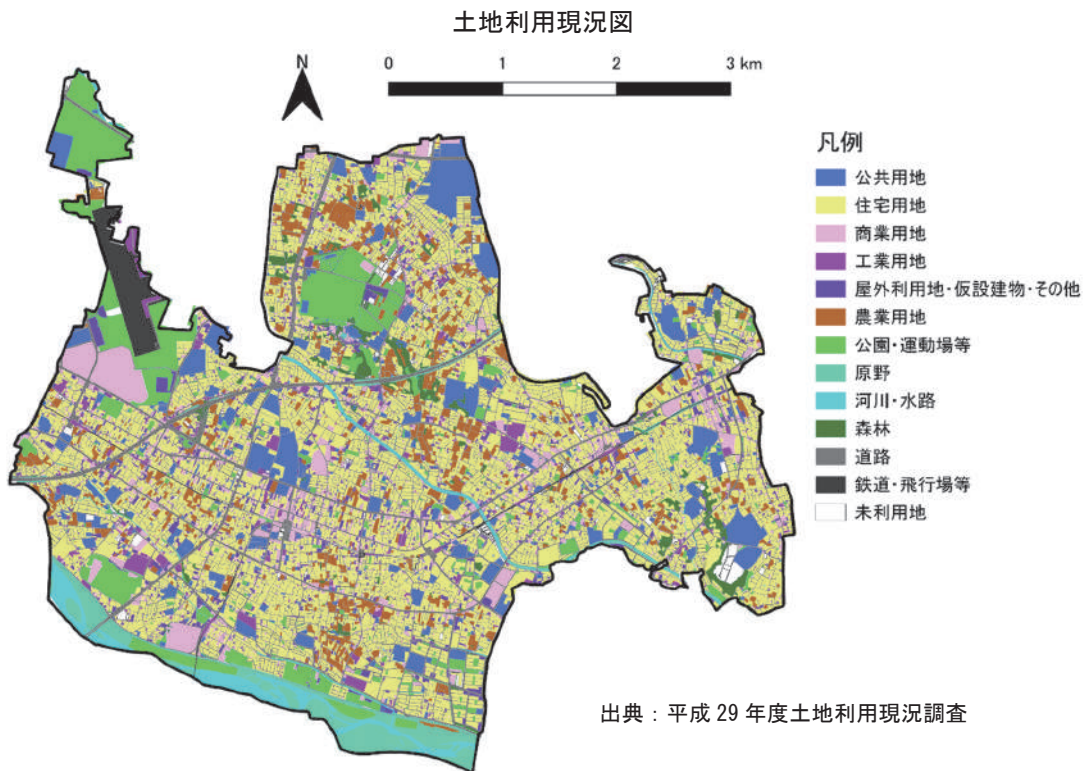 土地利用現況図
N
0 1 2 3 km
凡例
公共用地
住宅用地
商業用地
工業用地
屋外利用地・仮設建物・その他
農業用地
公園・運動場等
原野
河川・水路
森林
道路
鉄道・飛行場等
未利用地
出典：平成 29 年度土地利用現況調査